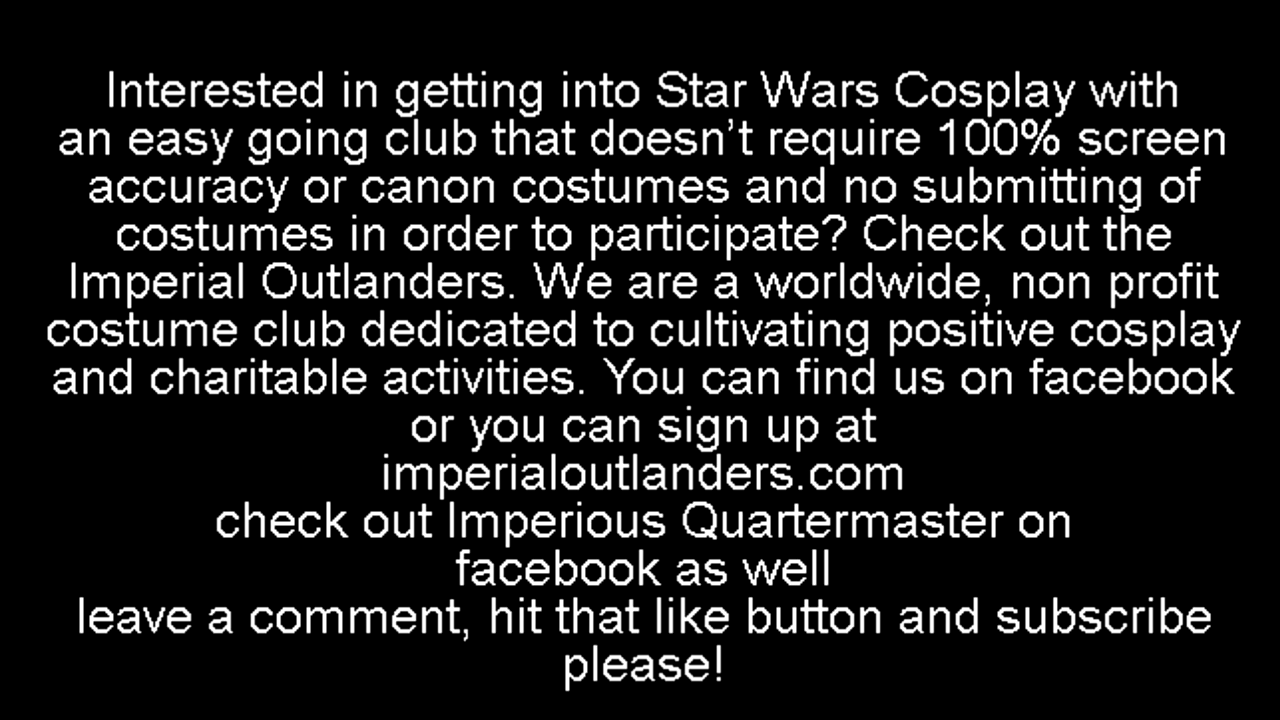 Interested in getting into Star Wars Cosplay with
an easy going club that doesn’t require 100% screen
accuracy or canon costumes and no submitting of
costumes in order to participate? Check out the
Imperial Outlanders. We are a worldwide, non profit
costume club dedicated to cultivating positive cosplay
and charitable activities. You can find us on facebook
or you can sign up at
imperialoutlanders.com
check out Imperious Quartermaster on
facebook as well
leave a comment, hit that like button and subscribe
please!